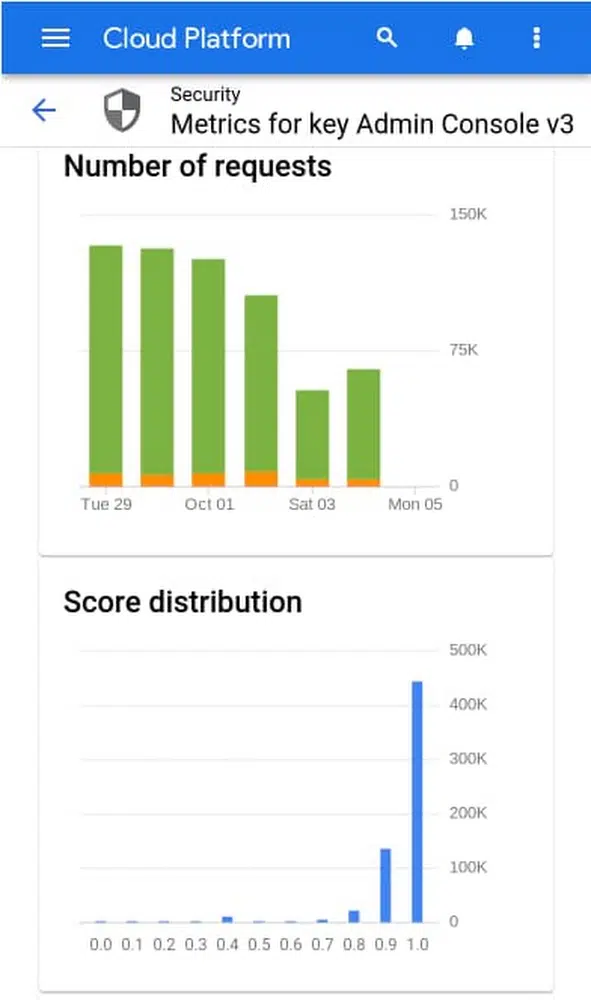 Cloud Platform
Security
Metrics for key Admin Console v3
Number of requests
150K
75K
0
Tue 29 Oct 01 Sat 03 Mon 05
Score distribution
500K
400K
300K
200K
100K
0
0.0 0.1 0.2 0.3 0.4 0.5 0.6 0.7 0.8 0.9 1.0